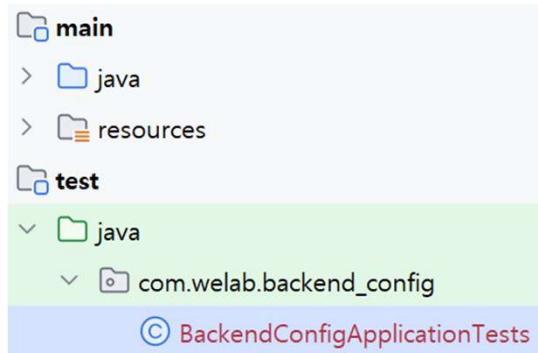 main
java
resources
test
java
com.welab.backend_config
BackendConfigApplicationTests